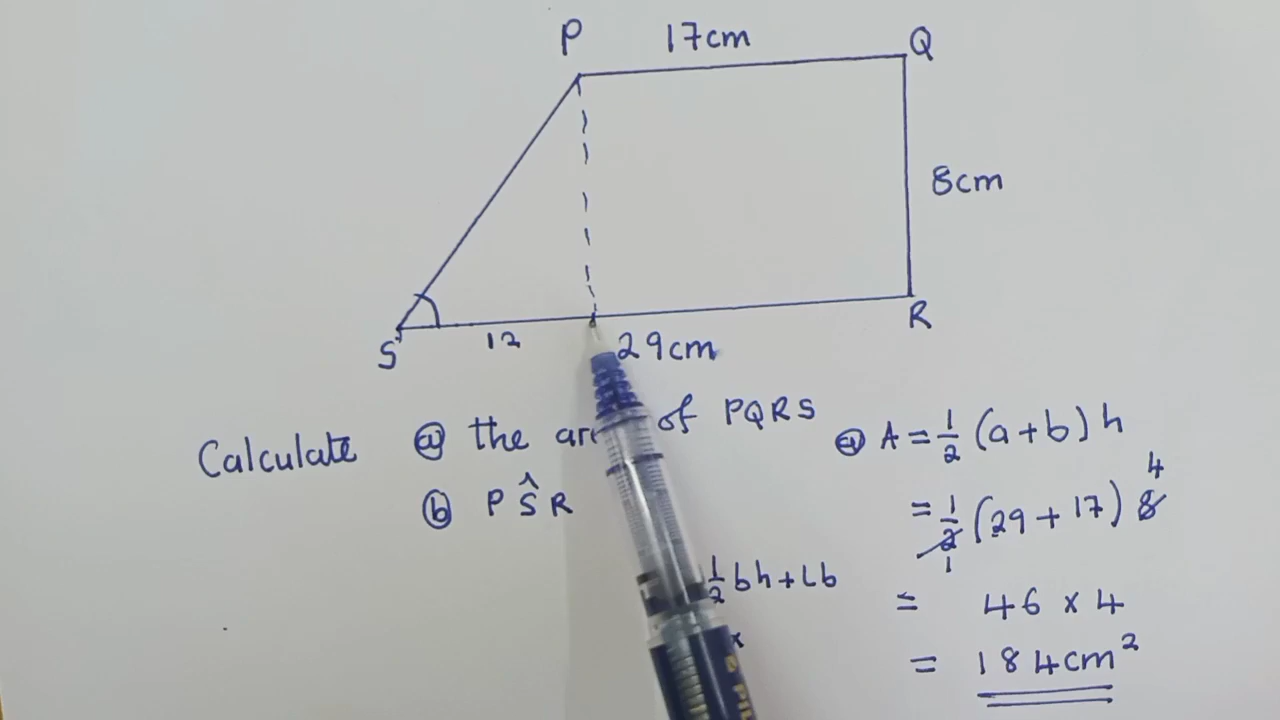 P 17cm Q
8cm
S 12 29cm R
Calculate ⓐ the of PQRS
ⓑ PŜR
ⓐ A = 1/2 (a + b) h
= 1/2 (29 + 17) 8 4
1
1/2 bh + Lb
= 46 × 4
x
= 184cm²